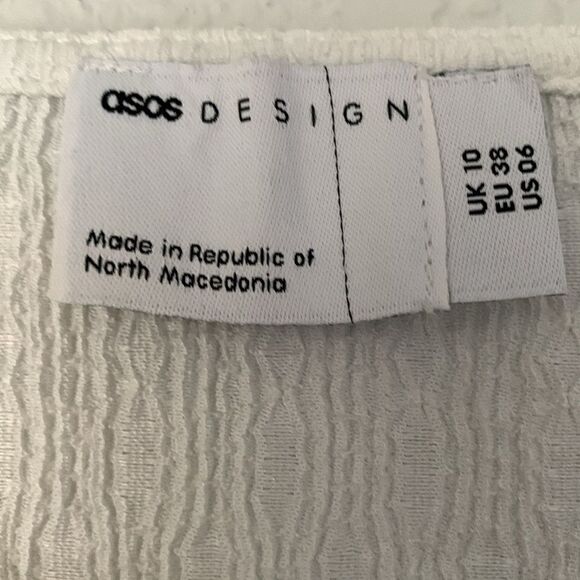 asos DESIGN
Made in Republic of
North Macedonia
UK 10
EU 38
US 06